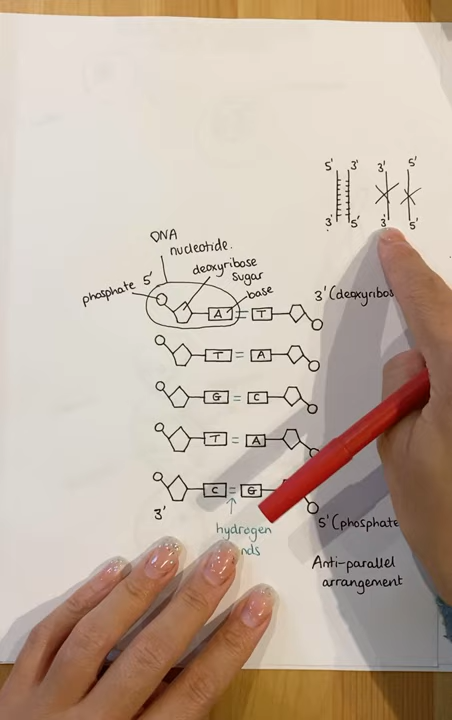 5' 3' 3' 5'
3' 5' 3' 5'
DNA
nucleotide.
deoxyribose
sugar
phosphate 5'
base
3' (deoxyribos
A = T
T = A
G = C
T = A
C = G
3'
5' (phosphate
hydrogen
nds
Anti-parallel
arrangement